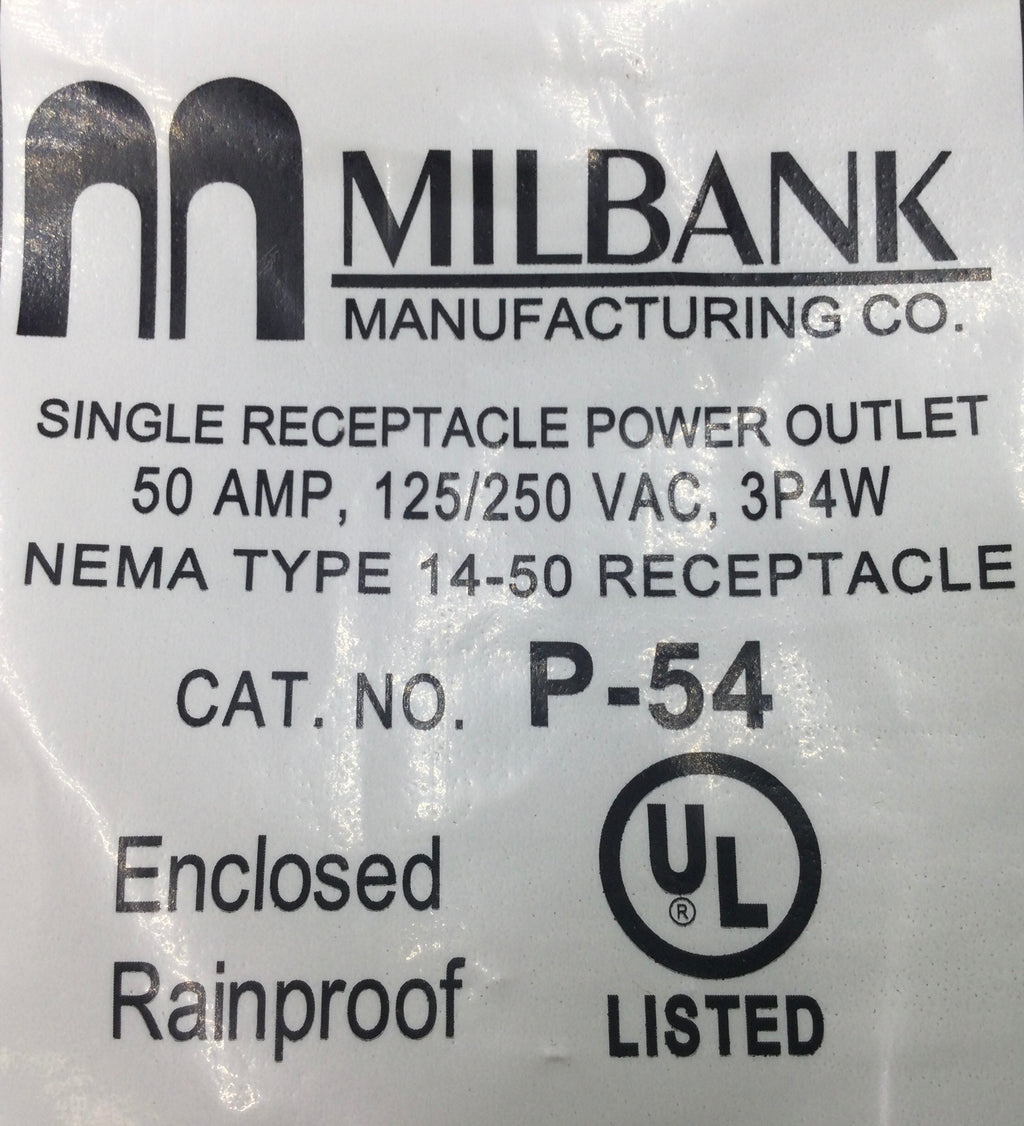 MILBANK
MANUFACTURING CO.
SINGLE RECEPTACLE POWER OUTLET
50 AMP, 125/250 VAC, 3P4W
NEMA TYPE 14-50 RECEPTACLE
CAT. NO. P-54
Enclosed
Rainproof
UL
®
LISTED